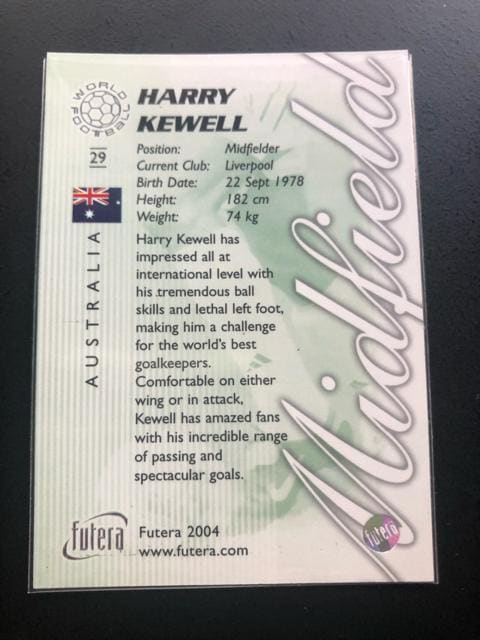 WORLD FOOTBALL
HARRY
KEWELL
29
Position: Midfielder
Current Club: Liverpool
Birth Date: 22 Sept 1978
Height: 182 cm
Weight: 74 kg
AUSTRALIA
Harry Kewell has
impressed all at
international level with
his tremendous ball
skills and lethal left foot,
making him a challenge
for the world's best
goalkeepers.
Comfortable on either
wing or in attack,
Kewell has amazed fans
with his incredible range
of passing and
spectacular goals.
Midfield
futera
Futera 2004
www.futera.com
futera